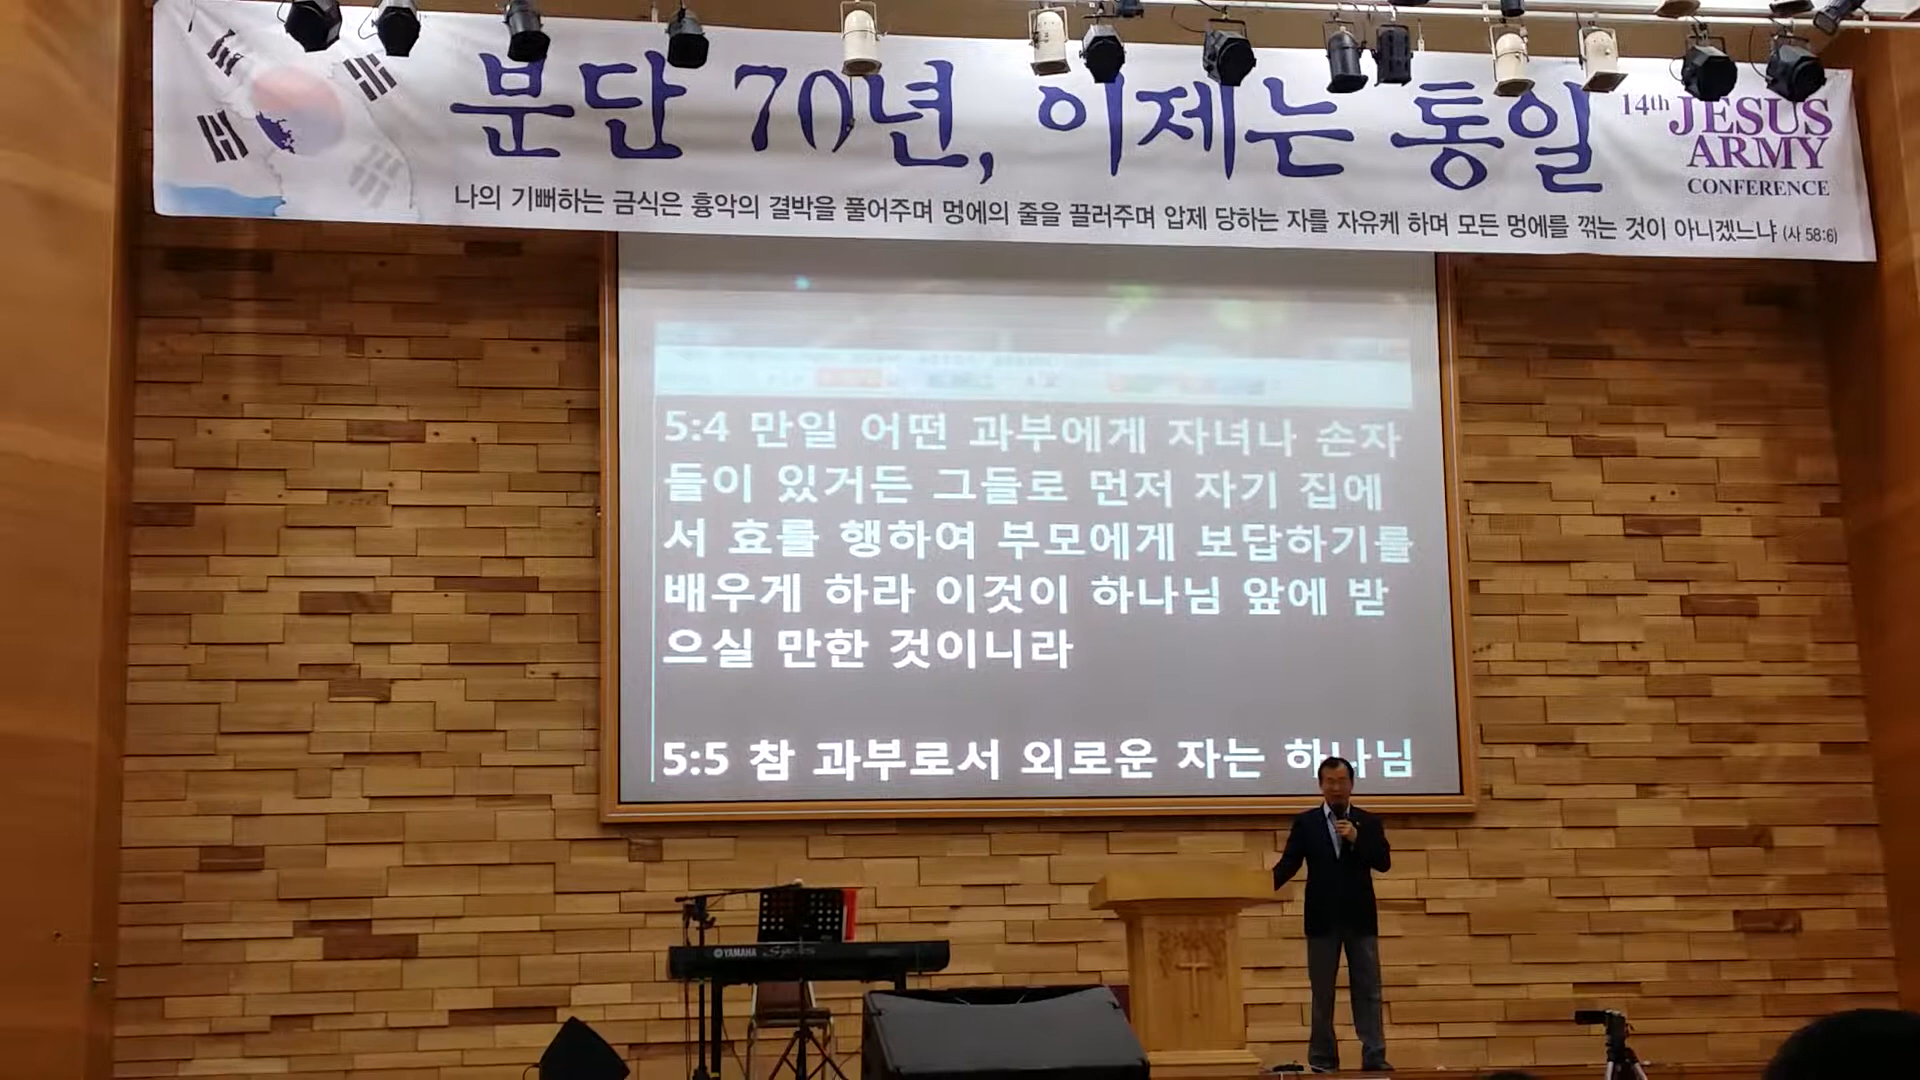 분단 70년, 이제는 통일
14th JESUS
ARMY
CONFERENCE
나의 기뻐하는 금식은 흉악의 결박을 풀어주며 멍에의 줄을 끌러주며 압제 당하는 자를 자유케 하며 모든 멍에를 꺾는 것이 아니겠느냐 (사 58:6)
5:4 만일 어떤 과부에게 자녀나 손자
들이 있거든 그들로 먼저 자기 집에
서 효를 행하여 부모에게 보답하기를
배우게 하라 이것이 하나님 앞에 받
으실 만한 것이니라
5:5 참 과부로서 외로운 자는 하나님
YAMAHA